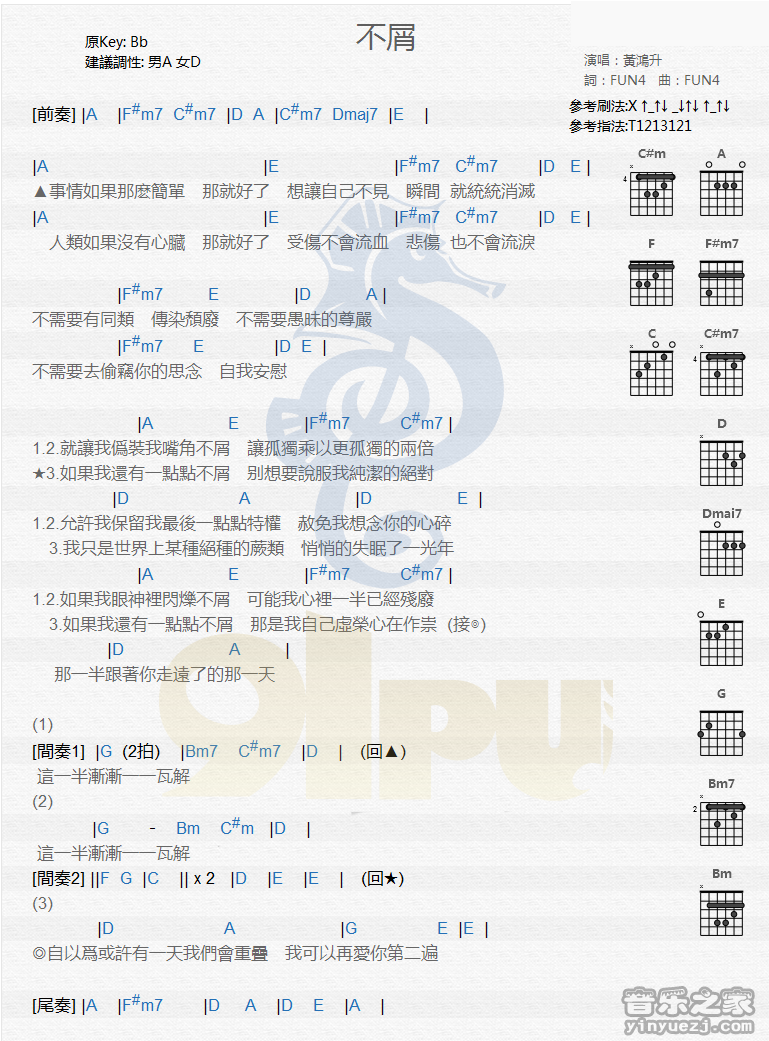 不屑
原Key: Bb
建議調性: 男A 女D
演唱：黃鴻升
詞：FUN4 曲：FUN4
參考刷法:X ↑_↑↓ _↓↑↓ ↑_↑↓
參考指法:T1213121
[前奏] |A |F#m7 C#m7 |D A |C#m7 Dmaj7 |E |
|A |E |F#m7 C#m7 |D E |
▲事情如果那麼簡單 那就好了 想讓自己不見 瞬間 就統統消滅
|A |E |F#m7 C#m7 |D E |
人類如果沒有心臟 那就好了 受傷不會流血 悲傷 也不會流淚
|F#m7 E |D A |
不需要有同類 傳染頹廢 不需要愚昧的尊嚴
|F#m7 E |D E |
不需要去偷竊你的思念 自我安慰
|A E |F#m7 C#m7 |
1.2.就讓我偽裝我嘴角不屑 讓孤獨乘以更孤獨的兩倍
★3.如果我還有一點點不屑 別想要說服我純潔的絕對
|D A |D E |
1.2.允許我保留我最後一點點特權 赦免我想念你的心碎
3.我只是世界上某種絕種的蕨類 悄悄的失眠了一光年
|A E |F#m7 C#m7 |
1.2.如果我眼神裡閃爍不屑 可能我心裡一半已經殘廢
3.如果我還有一點點不屑 那是我自己虛榮心在作祟 (接◎)
|D A |
那一半跟著你走遠了的那一天
(1)
[間奏1] |G (2拍) |Bm7 C#m7 |D | (回▲)
這一半漸漸一一瓦解
(2)
|G - Bm C#m |D |
這一半漸漸一一瓦解
[間奏2] ||F G |C || x 2 |D |E |E | (回★)
(3)
|D A |G E |E |
◎自以為或許有一天我們會重疊 我可以再愛你第二遍
[尾奏] |A |F#m7 |D A |D E |A |
C#m A
4
F F#m7
C C#m7
4
D
Dmai7
E
G
Bm7
2
Bm
91pu
音乐之家
yinyuezj.com